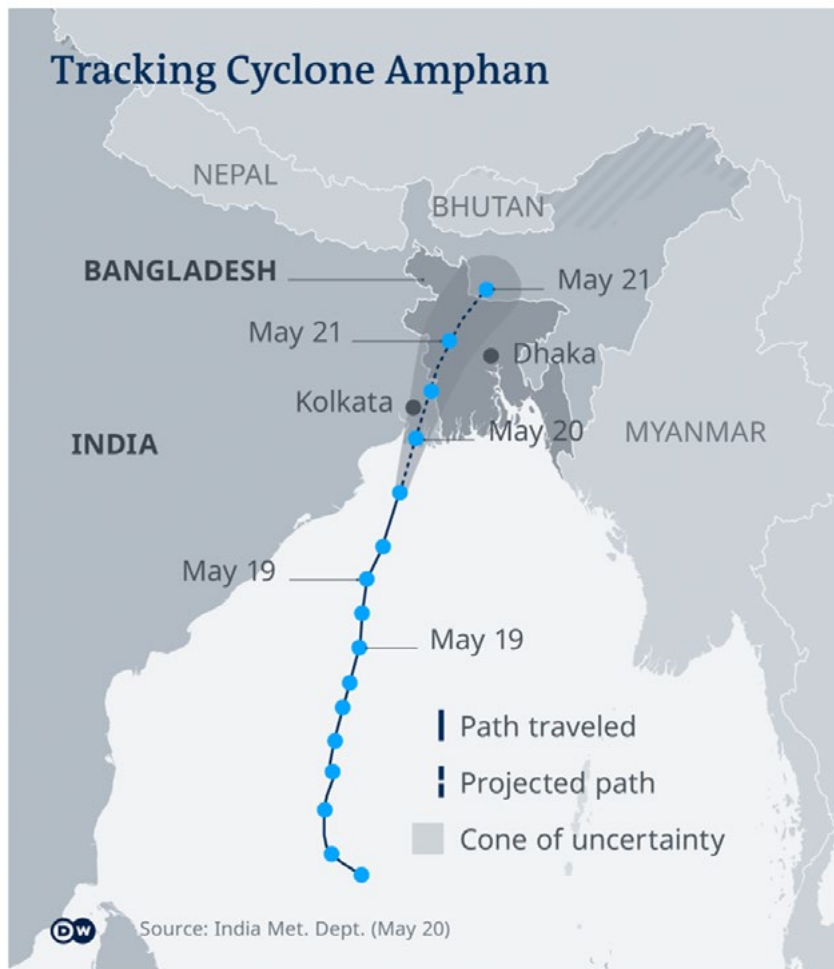 Tracking Cyclone Amphan
NEPAL
BHUTAN
BANGLADESH
May 21
May 21
Dhaka
Kolkata
May 20
MYANMAR
INDIA
May 19
May 19
Path traveled
Projected path
Cone of uncertainty
DW
Source: India Met. Dept. (May 20)